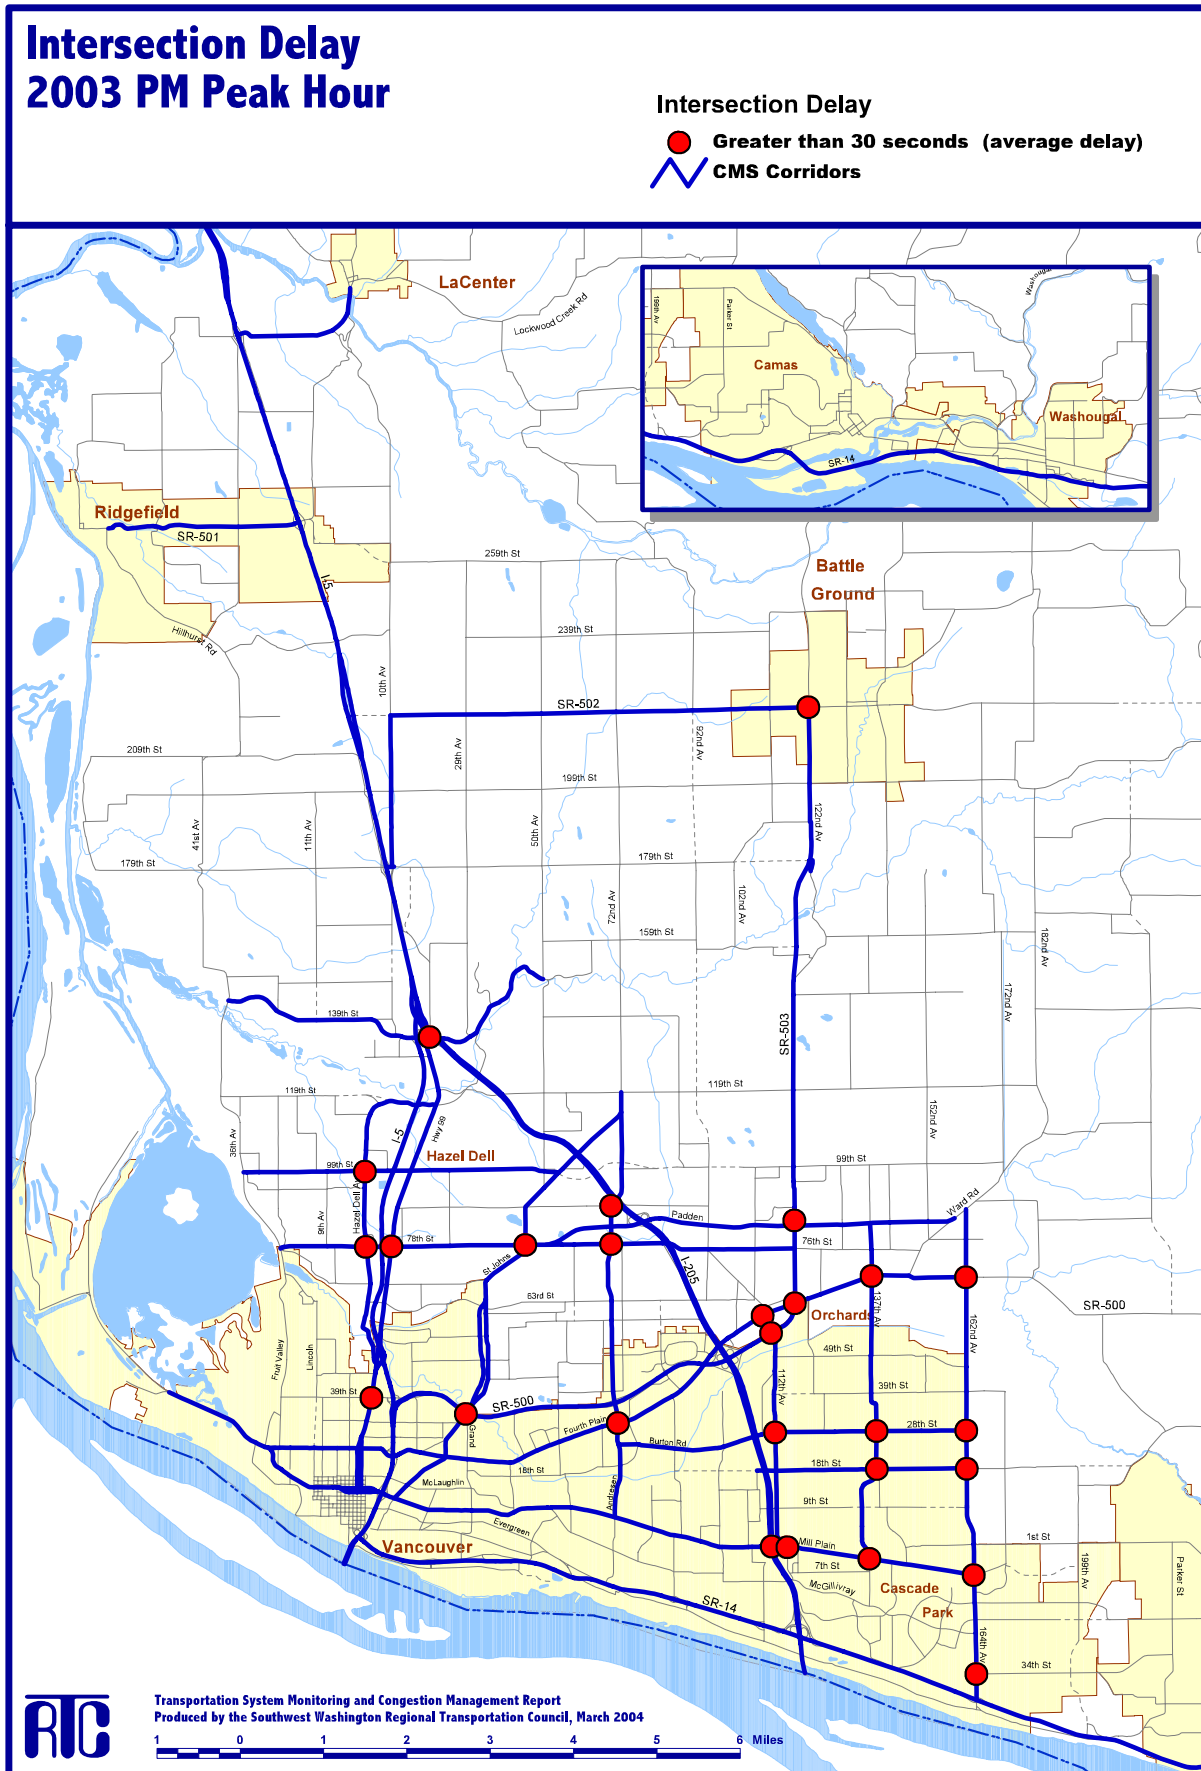 Intersection Delay
2003 PM Peak Hour
Intersection Delay
Greater than 30 seconds (average delay)
CMS Corridors
LaCenter
Lockwood Creek Rd
199th Av
Parker St
Camas
Washougal
SR-14
Ridgefield
SR-501
I-5
Hillhurst Rd
259th St
Battle
Ground
239th St
10th Av
SR-502
209th St
29th Av
92nd Av
199th St
41st Av
11th Av
50th Av
122nd Av
179th St
179th St
72nd Av
102nd Av
159th St
182nd Av
172nd Av
139th St
SR-503
119th St
119th St
152nd Av
36th Av
I-5
Hwy 99
Hazel Dell
99th St
99th St
Hazel Dell A
9th Av
Padden
Ward Rd
78th St
76th St
St Johns
I-205
63rd St
Orchards
137th Av
SR-500
162nd Av
Fruit Valley
Lincoln
49th St
112th Av
39th St
39th St
SR-500
Grand
Fourth Plain
28th St
Burton Rd
18th St
18th St
McLaughlin
Andresen
9th St
Evergreen
1st St
Vancouver
Mill Plain
7th St
McGillivray
Cascade
Park
199th Av
Parker St
SR-14
164th Av
34th St
RTC
Transportation System Monitoring and Congestion Management Report
Produced by the Southwest Washington Regional Transportation Council, March 2004
1 0 1 2 3 4 5 6 Miles